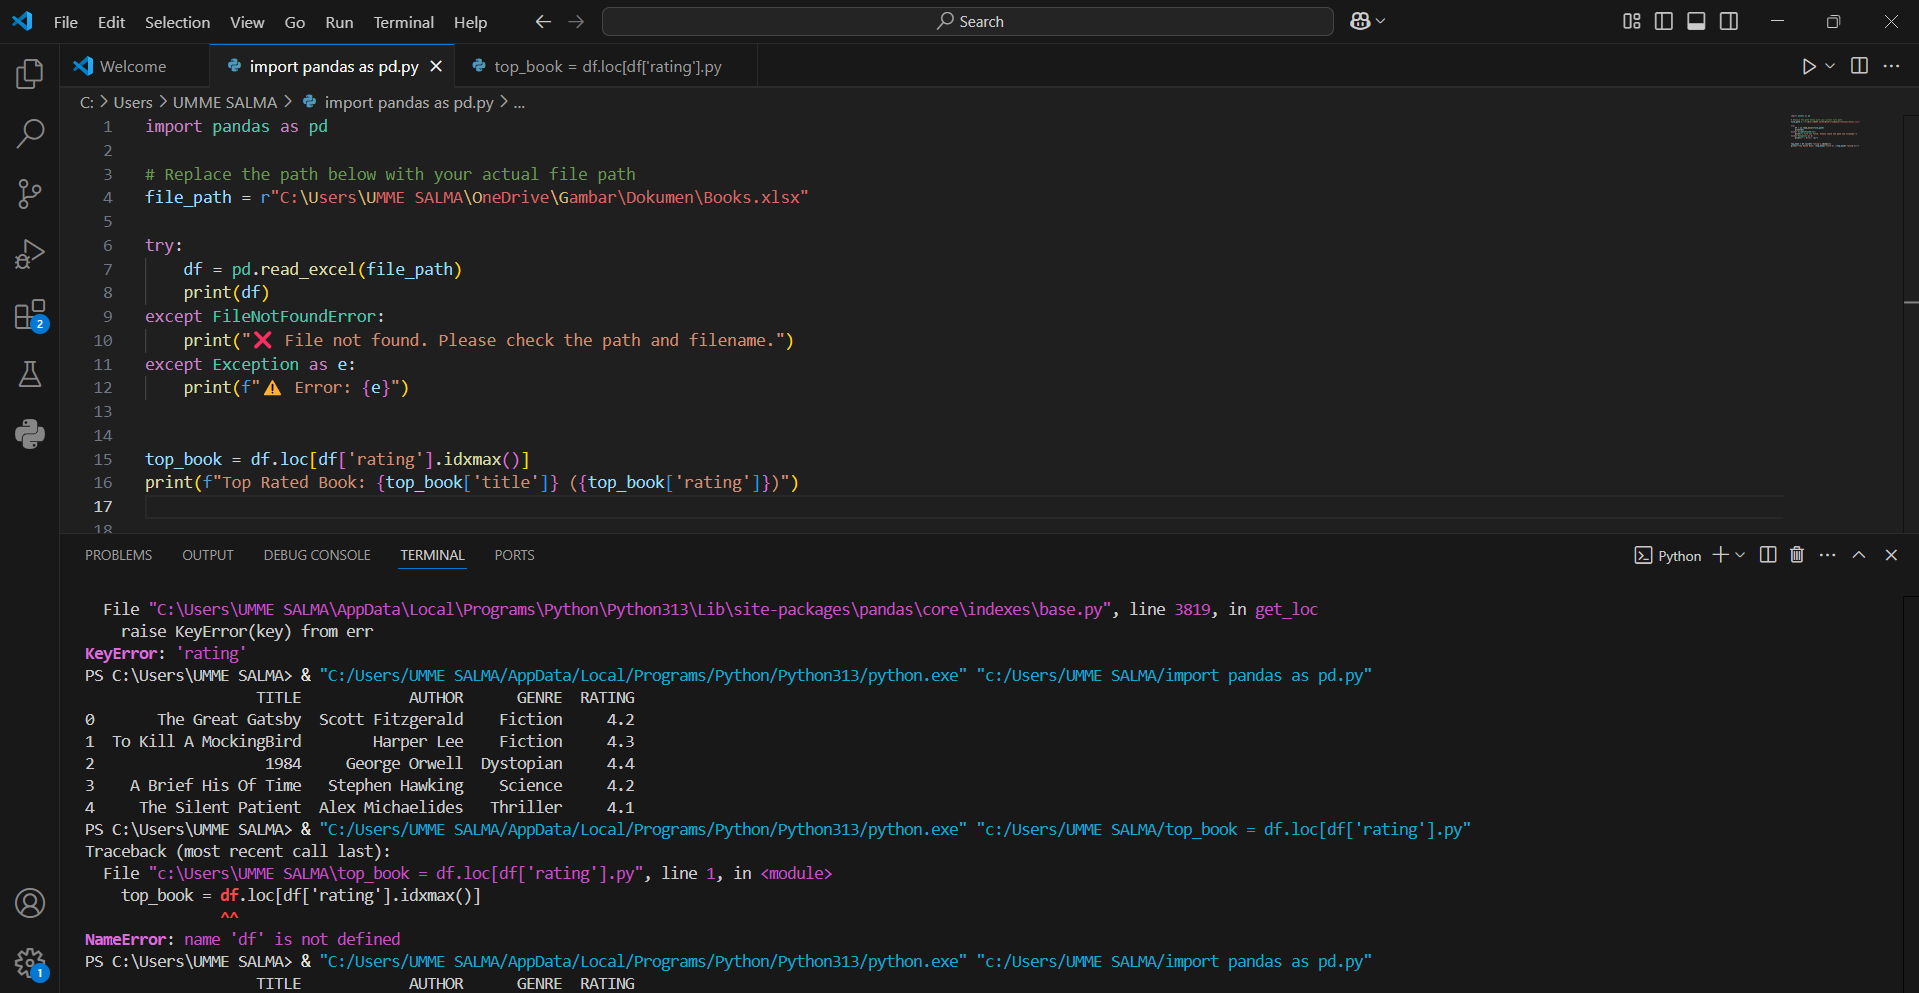 File Edit Selection View Go Run Terminal Help Search
Welcome import pandas as pd.py top_book = df.loc[df['rating'].py
C: > Users > UMME SALMA > import pandas as pd.py > ...
1 import pandas as pd
2
3 # Replace the path below with your actual file path
4 file_path = r"C:\Users\UMME SALMA\OneDrive\Gambar\Dokumen\Books.xlsx"
5
6 try:
7 df = pd.read_excel(file_path)
8 print(df)
9 except FileNotFoundError:
10 print("❌ File not found. Please check the path and filename.")
11 except Exception as e:
12 print(f"⚠️ Error: {e}")
13
14
15 top_book = df.loc[df['rating'].idxmax()]
16 print(f"Top Rated Book: {top_book['title']} ({top_book['rating']})")
17
18
2
PROBLEMS OUTPUT DEBUG CONSOLE TERMINAL PORTS Python
File "C:\Users\UMME SALMA\AppData\Local\Programs\Python\Python313\Lib\site-packages\pandas\core\indexes\base.py", line 3819, in get_loc
raise KeyError(key) from err
KeyError: 'rating'
PS C:\Users\UMME SALMA> & "C:/Users/UMME SALMA/AppData/Local/Programs/Python/Python313/python.exe" "c:/Users/UMME SALMA/import pandas as pd.py"
TITLE AUTHOR GENRE RATING
0 The Great Gatsby Scott Fitzgerald Fiction 4.2
1 To Kill A MockingBird Harper Lee Fiction 4.3
2 1984 George Orwell Dystopian 4.4
3 A Brief His Of Time Stephen Hawking Science 4.2
4 The Silent Patient Alex Michaelides Thriller 4.1
PS C:\Users\UMME SALMA> & "C:/Users/UMME SALMA/AppData/Local/Programs/Python/Python313/python.exe" "c:/Users/UMME SALMA/top_book = df.loc[df['rating'].py"
Traceback (most recent call last):
File "c:\Users\UMME SALMA\top_book = df.loc[df['rating'].py", line 1, in <module>
top_book = df.loc[df['rating'].idxmax()]
^^
NameError: name 'df' is not defined
PS C:\Users\UMME SALMA> & "C:/Users/UMME SALMA/AppData/Local/Programs/Python/Python313/python.exe" "c:/Users/UMME SALMA/import pandas as pd.py"
TITLE AUTHOR GENRE RATING
1